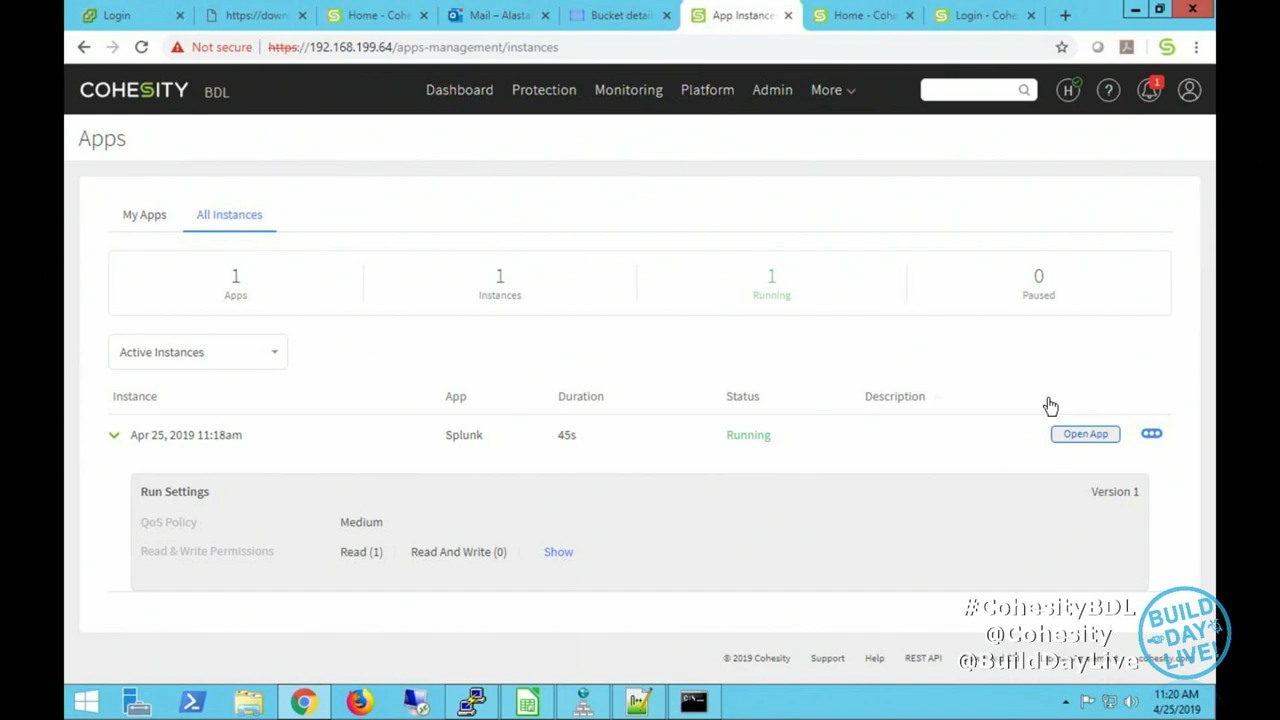 Login
https://down
Home - Cohe
Mail – Alasta
Bucket detai
App Instance
Home - Cohe
Login - Cohe
Not secure https://192.168.199.64/apps-management/instances
COHESITY BDL Dashboard Protection Monitoring Platform Admin More H ? 1
Apps
My Apps All Instances
1 1 1 0
Apps Instances Running Paused
Active Instances
Instance App Duration Status Description
Apr 25, 2019 11:18am Splunk 45s Running Open App
Run Settings Version 1
QoS Policy Medium
Read & Write Permissions Read (1) Read And Write (0) Show
#CohesityBDL
@Cohesity
@BuildDayLive
BUILD
DAY
LIVE!
© 2019 Cohesity Support Help REST API
11:20 AM
4/25/2019